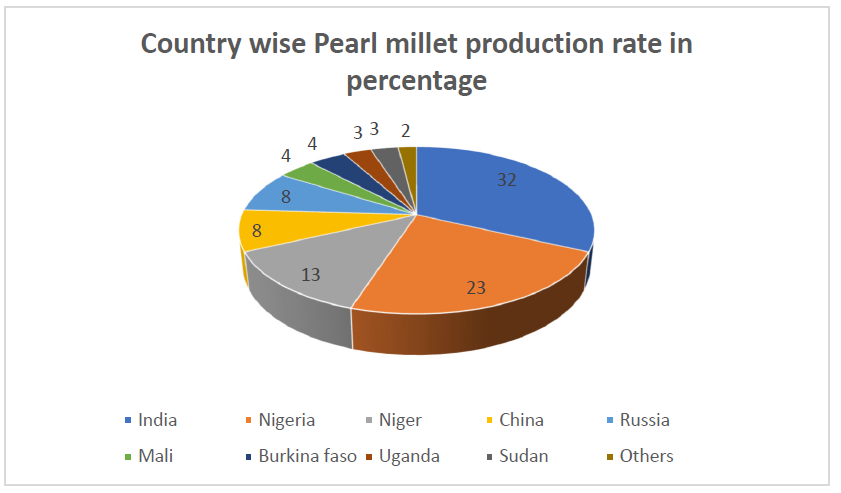 Country wise Pearl millet production rate in
percentage
4
4
3
3
2
32
8
8
13
23
India
Nigeria
Niger
China
Russia
Mali
Burkina faso
Uganda
Sudan
Others